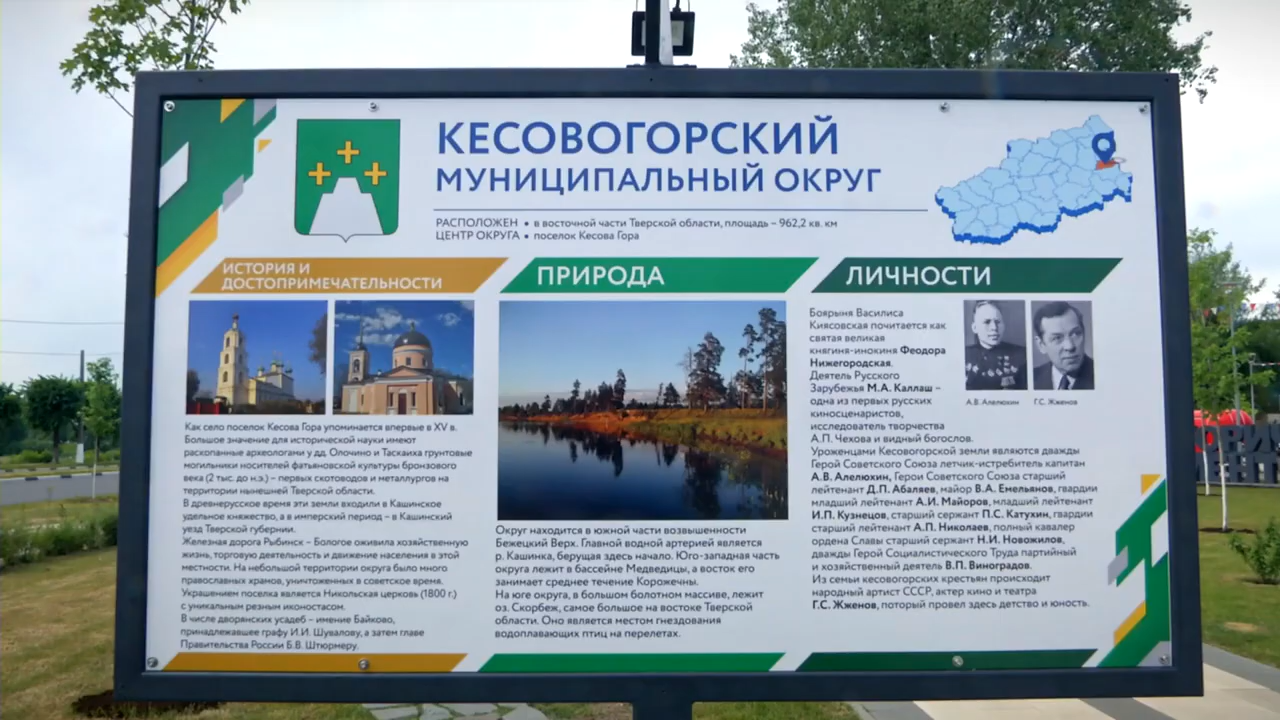 КЕСОВОГОРСКИЙ
МУНИЦИПАЛЬНЫЙ ОКРУГ
РАСПОЛОЖЕН • в восточной части Тверской области, площадь – 962,2 кв. км
ЦЕНТР ОКРУГА • поселок Кесова Гора
ИСТОРИЯ И
ДОСТОПРИМЕЧАТЕЛЬНОСТИ
Как село поселок Кесова Гора упоминается впервые в XV в.
Большое значение для исторической науки имеют
раскопанные археологами у дд. Олочино и Таскаиха грунтовые
могильники носителей фатьяновской культуры бронзового
века (2 тыс. до н.э.) – первых скотоводов и металлургов на
территории нынешней Тверской области.
В древнерусское время эти земли входили в Кашинское
удельное княжество, а в имперский период – в Кашинский
уезд Тверской губернии.
Железная дорога Рыбинск – Бологое оживила хозяйственную
жизнь, торговую деятельность и движение населения в этой
местности. На небольшой территории округа было много
православных храмов, уничтоженных в советское время.
Украшением поселка является Никольская церковь (1800 г.)
с уникальным резным иконостасом.
В числе дворянских усадеб – имение Байково,
принадлежавшее графу И.И. Шувалову, а затем главе
Правительства России Б.В. Штюрмеру.
ПРИРОДА
Округ находится в южной части возвышенности
Бежецкий Верх. Главной водной артерией является
р. Кашинка, берущая здесь начало. Юго-западная часть
округа лежит в бассейне Медведицы, а восток его
занимает среднее течение Корожечны.
На юге округа, в большом болотном массиве, лежит
оз. Скорбеж, самое большое на востоке Тверской
области. Оно является местом гнездования
водоплавающих птиц на перелетах.
ЛИЧНОСТИ
Боярыня Василиса
Киясовская почитается как
святая великая
княгиня-инокиня Феодора
Нижегородская.
Деятель Русского
Зарубежья М.А. Каллаш –
одна из первых русских
киносценаристов,
исследователь творчества
А.П. Чехова и видный богослов.
Уроженцами Кесовогорской земли являются дважды
Герой Советского Союза летчик-истребитель капитан
А.В. Алелюхин, Герои Советского Союза старший
лейтенант Д.П. Абаляев, майор В.А. Емельянов, гвардии
младший лейтенант А.И. Майоров, младший лейтенант
И.П. Кузнецов, старший сержант П.С. Катухин, гвардии
старший лейтенант А.П. Николаев, полный кавалер
ордена Славы старший сержант Н.И. Новожилов,
дважды Герой Социалистического Труда партийный
и хозяйственный деятель В.П. Виноградов.
Из семьи кесовогорских крестьян происходит
народный артист СССР, актер кино и театра
Г.С. Жженов, поторый провел здесь детство и юность.
А.В. Алелюхин
Г.С. Жженов